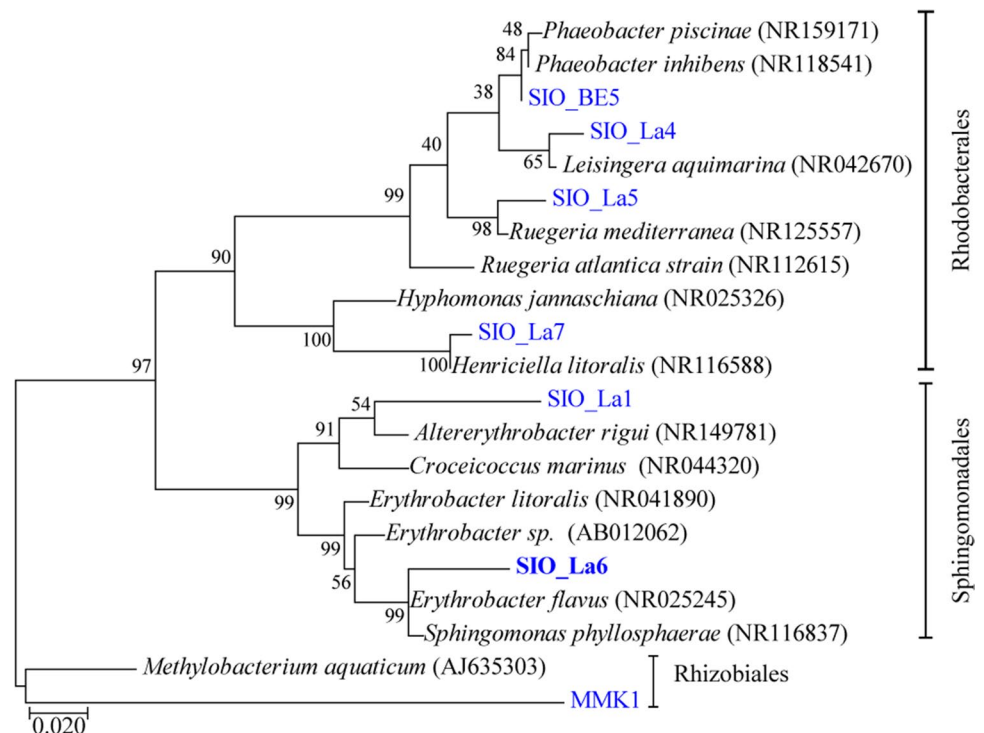 48
Phaeobacter piscinae (NR159171)
84
Phaeobacter inhibens (NR118541)
38
SIO_BE5
SIO_La4
40
65
Leisingera aquimarina (NR042670)
99
SIO_La5
98
Ruegeria mediterranea (NR125557)
90
Ruegeria atlantica strain (NR112615)
Hyphomonas jannaschiana (NR025326)
100
SIO_La7
100
Henriciella litoralis (NR116588)
Rhodobacterales
97
54
SIO_La1
91
Altererythrobacter rigui (NR149781)
Croceicoccus marinus (NR044320)
99
Erythrobacter litoralis (NR041890)
Erythrobacter sp. (AB012062)
99
56
SIO_La6
99
Erythrobacter flavus (NR025245)
Sphingomonas phyllosphaerae (NR116837)
Sphingomonadales
Methylobacterium aquaticum (AJ635303)
Rhizobiales
MMK1
0.020